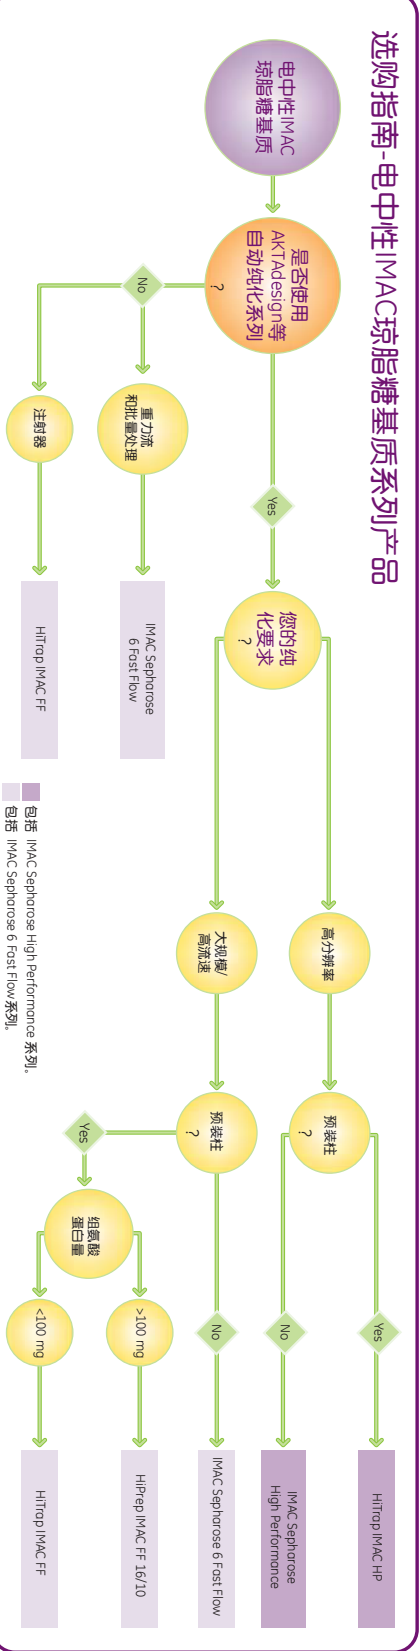 选购指南-电中性IMAC琼脂糖基质系列产品
电中性IMAC
琼脂糖基质
是否使用
AKTAdesign等
自动纯化系列
?
No
Yes
重力流
和批量处理
注射器
IMAC Sepharose
6 Fast Flow
HiTrap IMAC FF
您的纯
化要求
?
高分辨率
大规模/
高流速
预装柱
?
预装柱
?
Yes
No
No
Yes
组氨酸
蛋白量
>100 mg
<100 mg
HiTrap IMAC HP
IMAC Sepharose
High Performance
IMAC Sepharose 6 Fast Flow
HiPrep IMAC FF 16/10
HiTrap IMAC FF
包括 IMAC Sepharose High Performance 系列。
包括 IMAC Sepharose 6 Fast Flow系列。